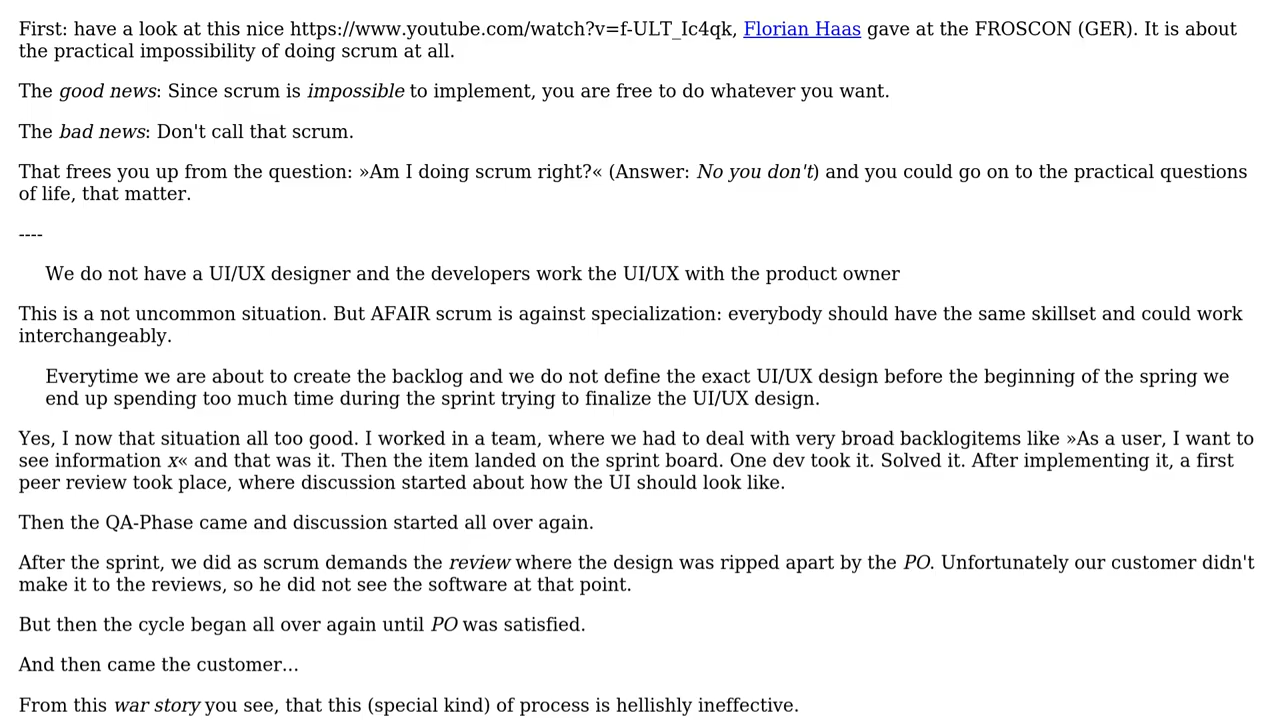 First: have a look at this nice https://www.youtube.com/watch?v=f-ULT_Ic4qk, Florian Haas gave at the FROSCON (GER). It is about
the practical impossibility of doing scrum at all.
The good news: Since scrum is impossible to implement, you are free to do whatever you want.
The bad news: Don't call that scrum.
That frees you up from the question: »Am I doing scrum right?« (Answer: No you don't) and you could go on to the practical questions
of life, that matter.
----
We do not have a UI/UX designer and the developers work the UI/UX with the product owner
This is a not uncommon situation. But AFAIR scrum is against specialization: everybody should have the same skillset and could work
interchangeably.
Everytime we are about to create the backlog and we do not define the exact UI/UX design before the beginning of the spring we
end up spending too much time during the sprint trying to finalize the UI/UX design.
Yes, I now that situation all too good. I worked in a team, where we had to deal with very broad backlogitems like »As a user, I want to
see information x« and that was it. Then the item landed on the sprint board. One dev took it. Solved it. After implementing it, a first
peer review took place, where discussion started about how the UI should look like.
Then the QA-Phase came and discussion started all over again.
After the sprint, we did as scrum demands the review where the design was ripped apart by the PO. Unfortunately our customer didn't
make it to the reviews, so he did not see the software at that point.
But then the cycle began all over again until PO was satisfied.
And then came the customer...
From this war story you see, that this (special kind) of process is hellishly ineffective.